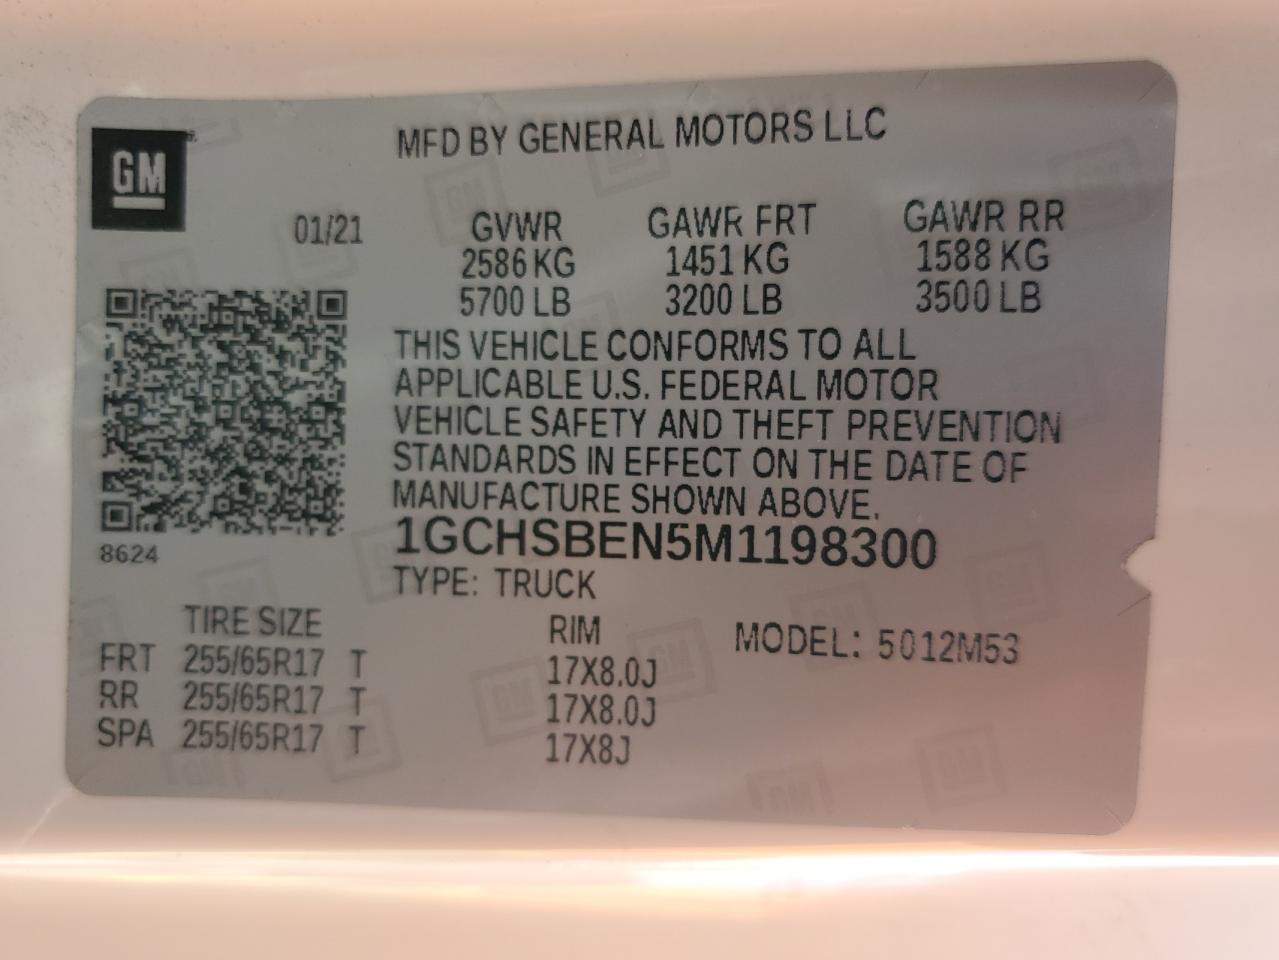 GM
MFD BY GENERAL MOTORS LLC
01/21 GVWR GAWR FRT GAWR RR
2586 KG 1451 KG 1588 KG
5700 LB 3200 LB 3500 LB
THIS VEHICLE CONFORMS TO ALL
APPLICABLE U.S. FEDERAL MOTOR
VEHICLE SAFETY AND THEFT PREVENTION
STANDARDS IN EFFECT ON THE DATE OF
MANUFACTURE SHOWN ABOVE.
1GCHSBEN5M1198300
8624
TYPE: TRUCK
TIRE SIZE RIM MODEL: 5012M53
FRT 255/65R17 T 17X8.0J
RR 255/65R17 T 17X8.0J
SPA 255/65R17 T 17X8J